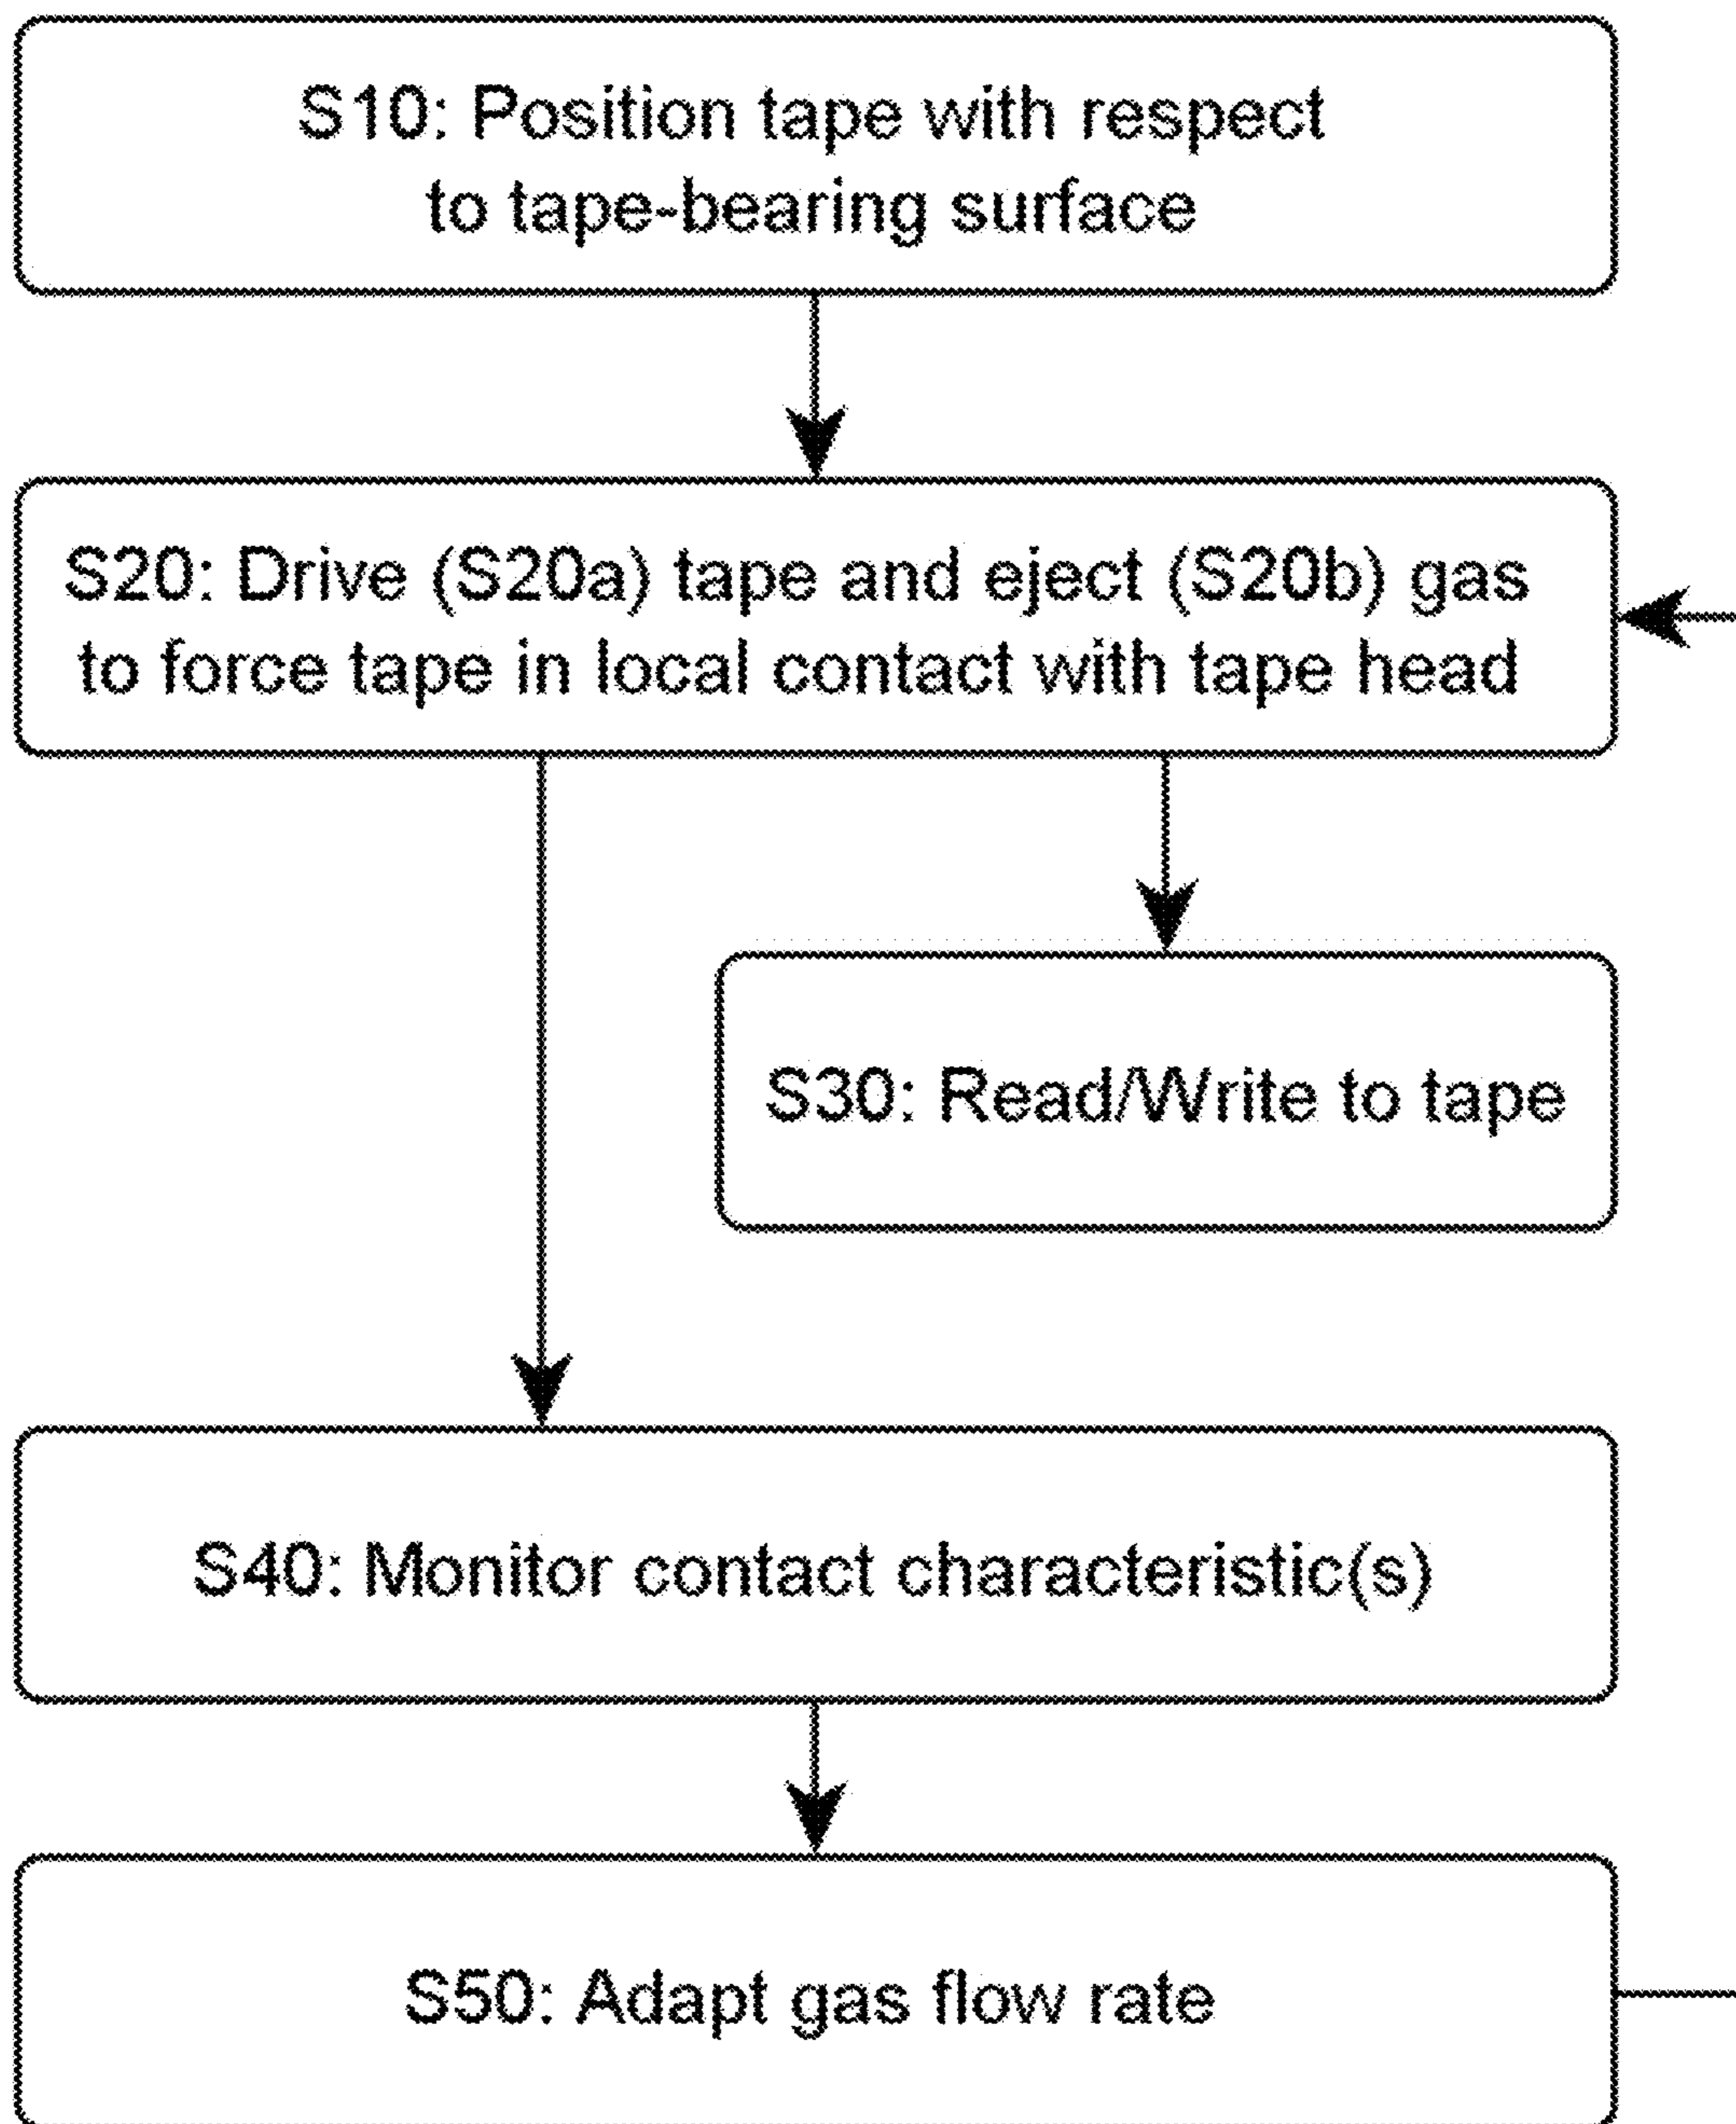 S10: Position tape with respect
to tape-bearing surface
S20: Drive (S20a) tape and eject (S20b) gas
to force tape in local contact with tape head
S30: Read/Write to tape
S40: Monitor contact characteristic(s)
S50: Adapt gas flow rate